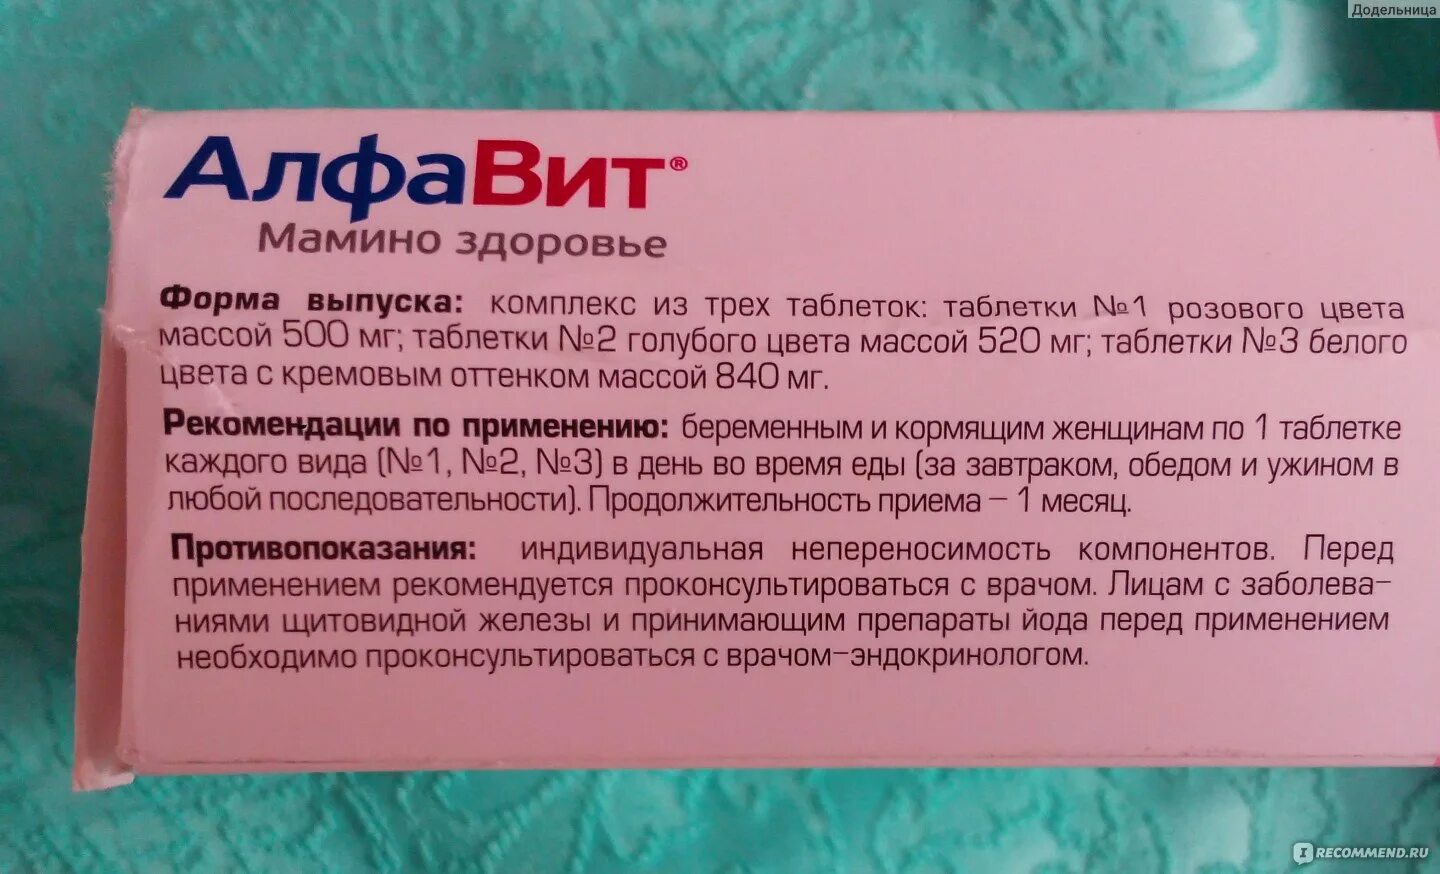 Додельница
АлфаВит®
Мамино здоровье
Форма выпуска: комплекс из трех таблеток: таблетки №1 розового цвета
массой 500 мг; таблетки №2 голубого цвета массой 520 мг; таблетки №3 белого
цвета с кремовым оттенком массой 840 мг.
Рекомендации по применению: беременным и кормящим женщинам по 1 таблетке
каждого вида (№1, №2, №3) в день во время еды (за завтраком, обедом и ужином в
любой последовательности). Продолжительность приема – 1 месяц.
Противопоказания: индивидуальная непереносимость компонентов. Перед
применением рекомендуется проконсультироваться с врачом. Лицам с заболева-
ниями щитовидной железы и принимающим препараты йода перед применением
необходимо проконсультироваться с врачом-эндокринологом.
IRECOMMEND.RU